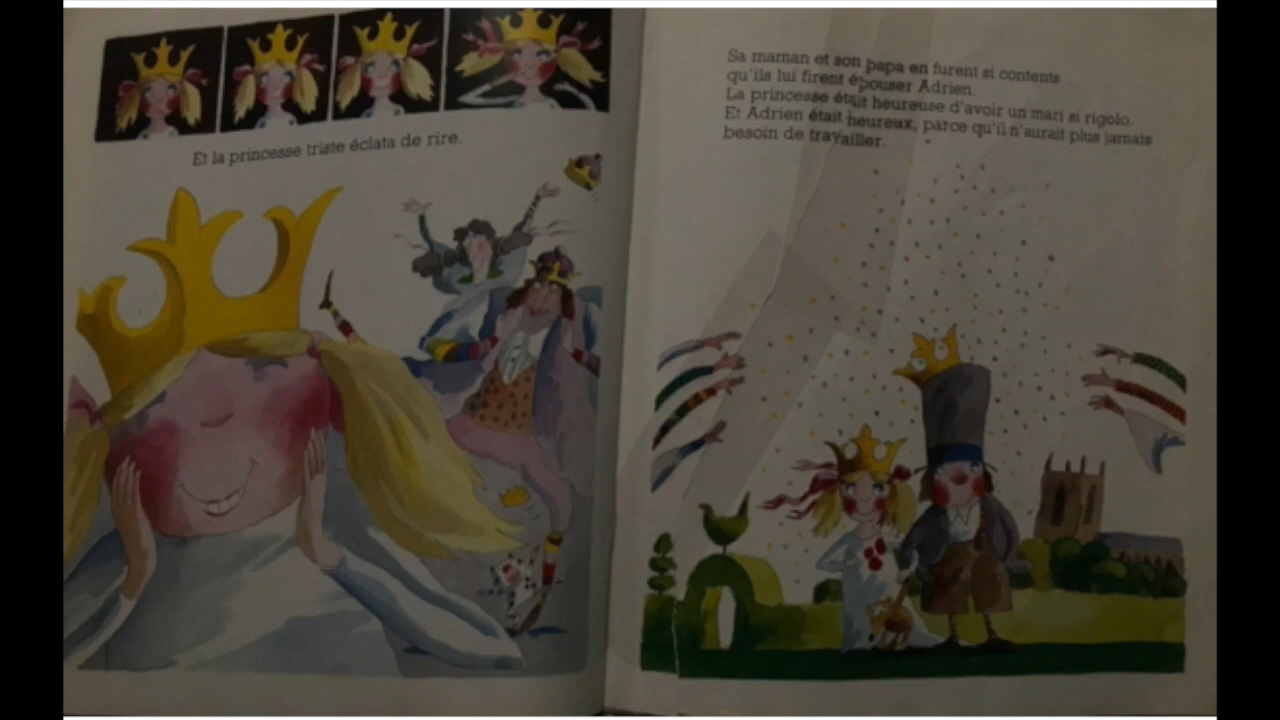 Et la princesse triste éclata de rire.
Sa maman et son papa en furent si contents
qu'ils lui firent épouser Adrien.
La princesse était heureuse d'avoir un mari si rigolo.
Et Adrien était heureux, parce qu'il n'aurait plus jamais
besoin de travailler.